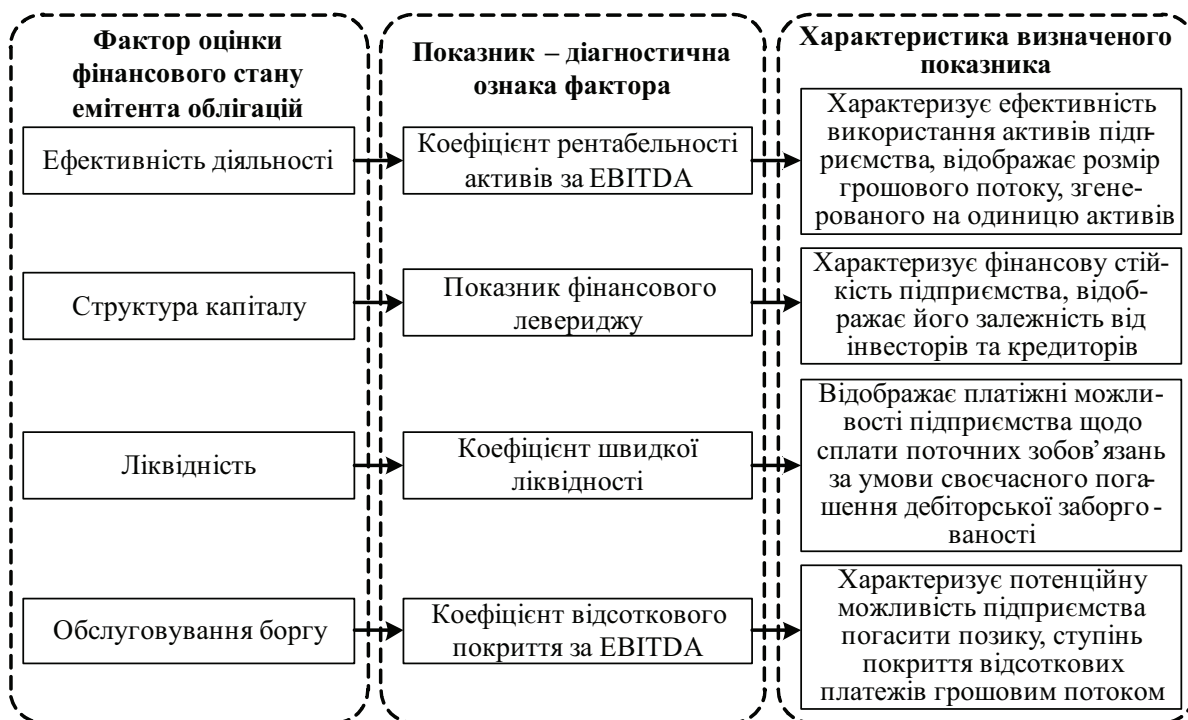 Фактор оцінки
фінансового стану
емітента облігацій
Показник – діагностична
ознака фактора
Характеристика визначеного
показника
Ефективність діяльності
Коефіцієнт рентабельності
активів за EBITDA
Характеризує ефективність
використання активів підп-
риємства, відображає розмір
грошового потоку, згене-
рованого на одиницю активів
Структура капіталу
Показник фінансового
левериджу
Характеризує фінансову стій-
кість підприємства, відоб-
ражає його залежність від
інвесторів та кредиторів
Ліквідність
Коефіцієнт швидкої
ліквідності
Відображає платіжні можли-
вості підприємства щодо
сплати поточних зобов’язань
за умови своєчасного пога-
шення дебіторської заборго-
ваності
Обслуговування боргу
Коефіцієнт відсоткового
покриття за EBITDA
Характеризує потенційну
можливість підприємства
погасити позику, ступінь
покриття відсоткових
платежів грошовим потоком